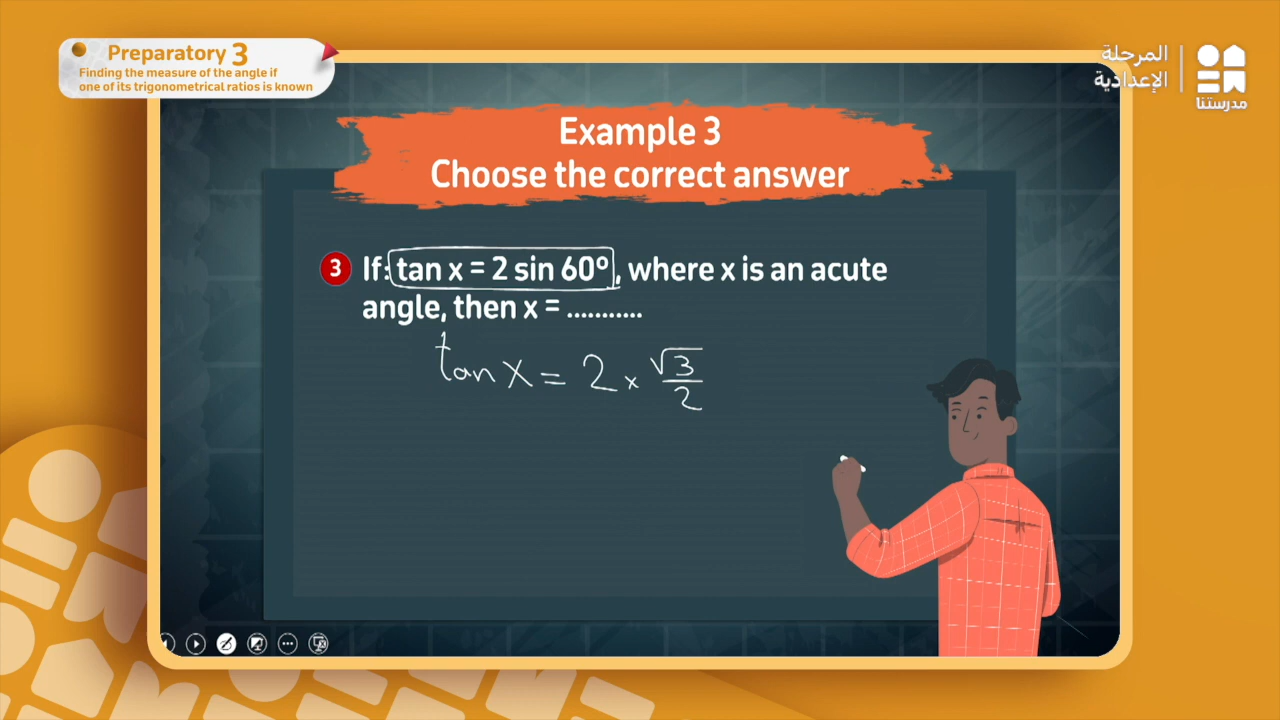 Preparatory 3
Finding the measure of the angle if
one of its trigonometrical ratios is known
المرحلة
الإعدادية
مدرستنا
Example 3
Choose the correct answer
3 If: tan x = 2 sin 60°, where x is an acute
angle, then x = ...........
tan x = 2 × √3/2